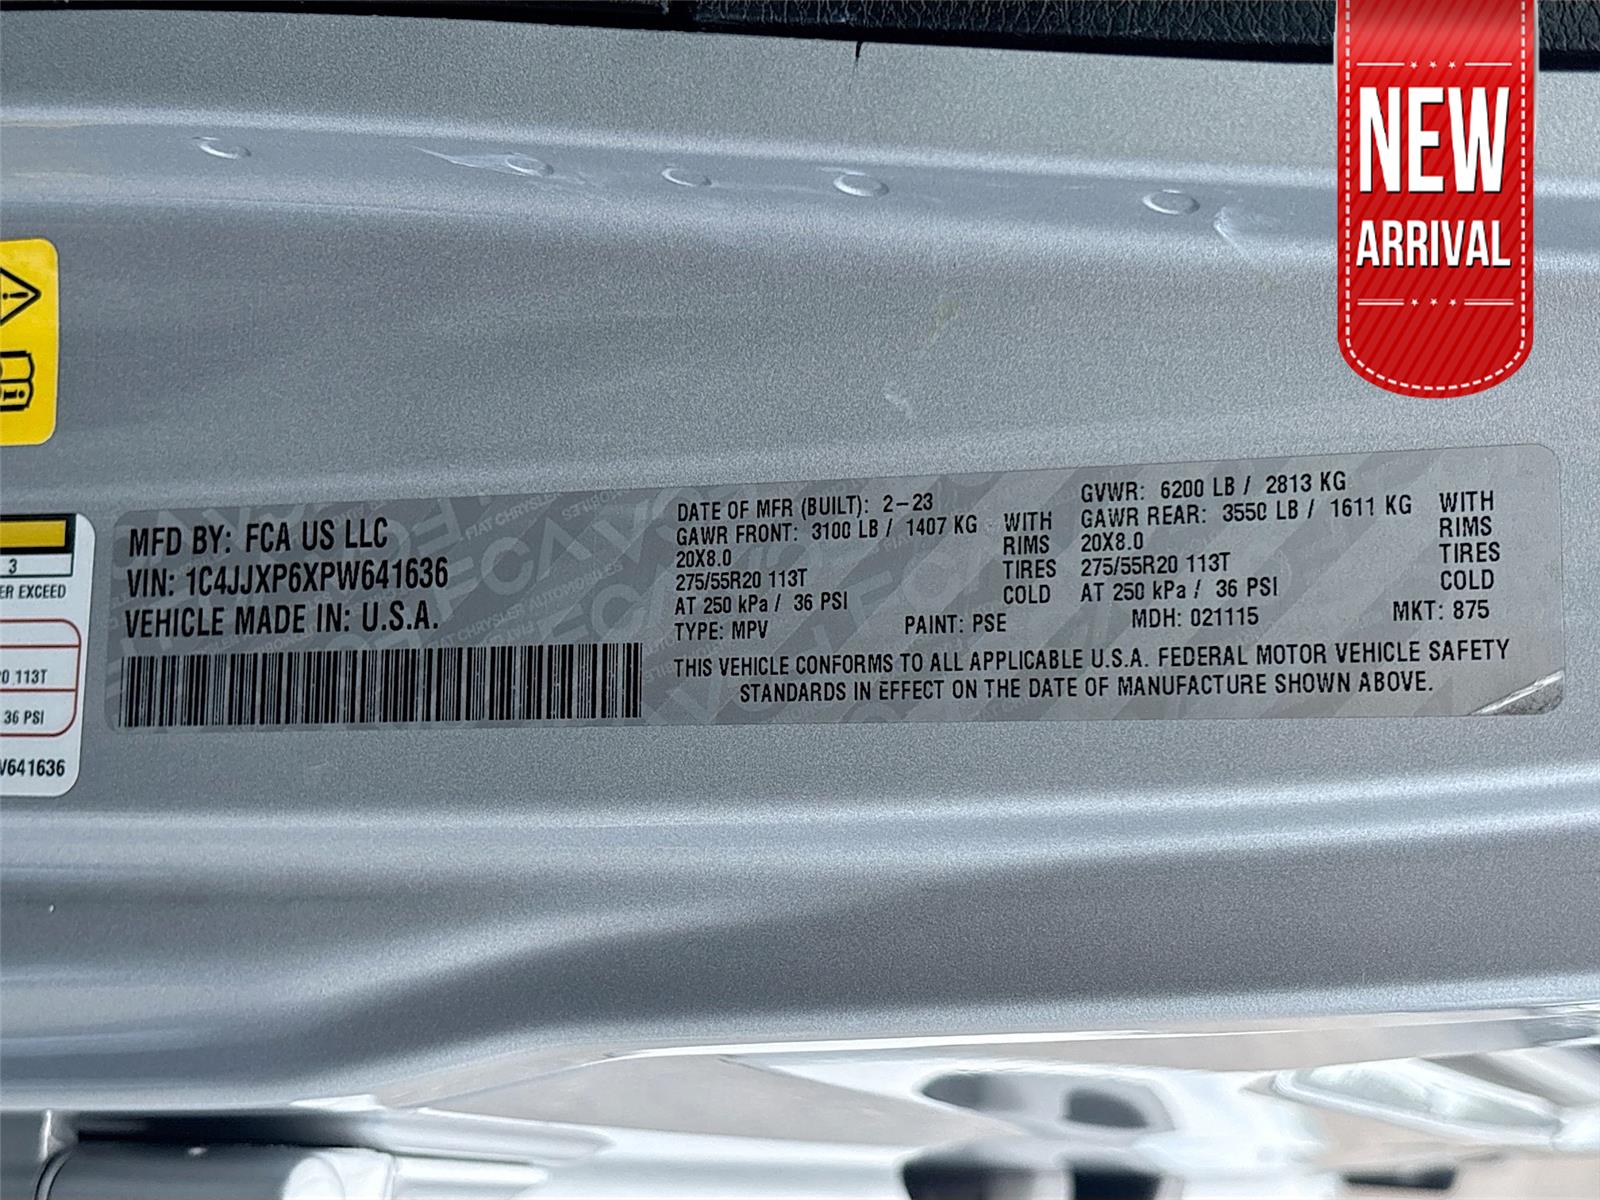 NEW
ARRIVAL
MFD BY: FCA US LLC
VIN: 1C4JJXP6XPW641636
VEHICLE MADE IN: U.S.A.
DATE OF MFR (BUILT): 2-23
GAWR FRONT: 3100 LB / 1407 KG WITH
20X8.0 RIMS
275/55R20 113T TIRES
AT 250 kPa / 36 PSI COLD
TYPE: MPV PAINT: PSE
GVWR: 6200 LB / 2813 KG
GAWR REAR: 3550 LB / 1611 KG WITH
20X8.0 RIMS
275/55R20 113T TIRES
AT 250 kPa / 36 PSI COLD
MDH: 021115 MKT: 875
THIS VEHICLE CONFORMS TO ALL APPLICABLE U.S.A. FEDERAL MOTOR VEHICLE SAFETY
STANDARDS IN EFFECT ON THE DATE OF MANUFACTURE SHOWN ABOVE.
3
ER EXCEED
20 113T
36 PSI
W641636